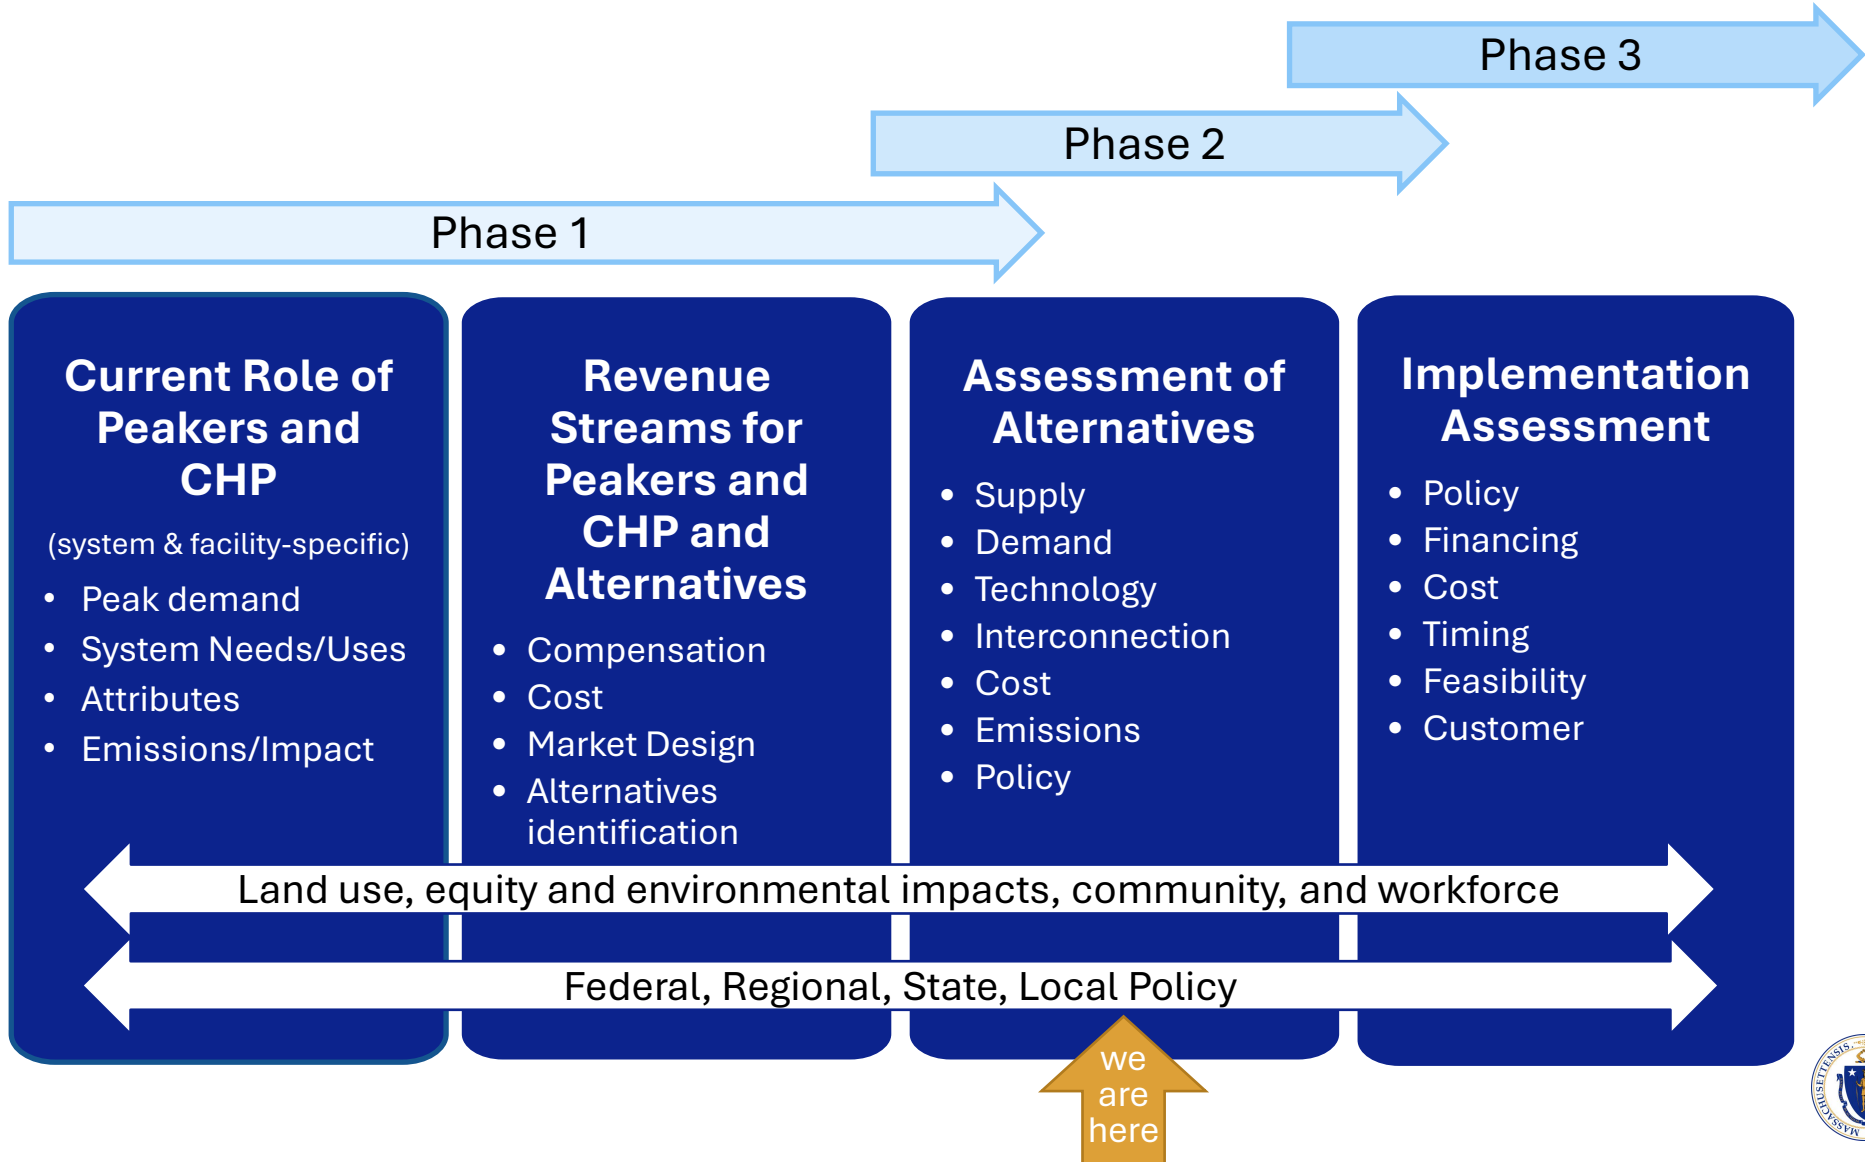 Phase 3
Phase 2
Phase 1
Current Role of
Peakers and
CHP
(system & facility-specific)
• Peak demand
• System Needs/Uses
• Attributes
• Emissions/Impact
Revenue
Streams for
Peakers and
CHP and
Alternatives
• Compensation
• Cost
• Market Design
• Alternatives
identification
Assessment of
Alternatives
• Supply
• Demand
• Technology
• Interconnection
• Cost
• Emissions
• Policy
Implementation
Assessment
• Policy
• Financing
• Cost
• Timing
• Feasibility
• Customer
Land use, equity and environmental impacts, community, and workforce
Federal, Regional, State, Local Policy
we
are
here
MASSACHUSETTENSIS